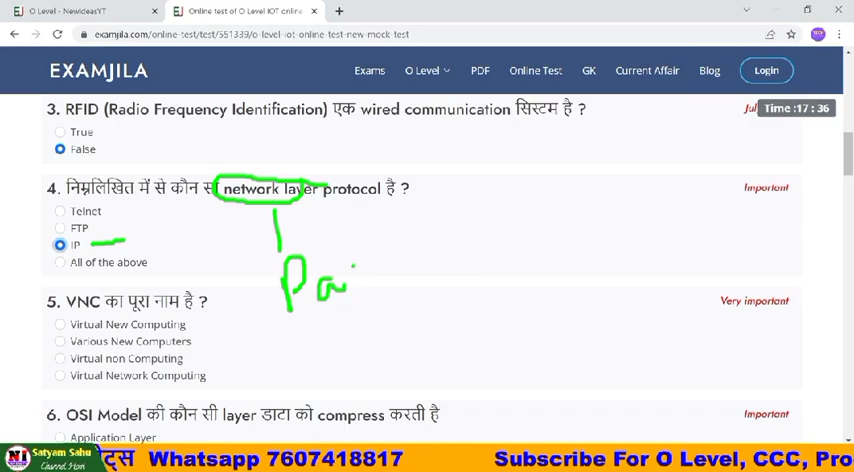 O Level - NewideasYT
Online test of O Level IOT online
examjila.com/online-test/test/551339/o-level-iot-online-test-new-mock-test
EXAMJILA
Exams
O Level
PDF
Online Test
GK
Current Affair
Blog
Login
3. RFID (Radio Frequency Identification) एक wired communication सिस्टम है ?
Time : 17 : 36
True
False
4. निम्नलिखित में से कौन सा network layer protocol है ?
Important
Telnet
FTP
IP
All of the above
Pa
5. VNC का पूरा नाम है ?
Very important
Virtual New Computing
Various New Computers
Virtual non Computing
Virtual Network Computing
6. OSI Model की कौन सी layer डाटा को compress करती है
Important
Application Layer
Satyam Sahu
Whatsapp 7607418817
Subscribe For O Level, CCC, Pro